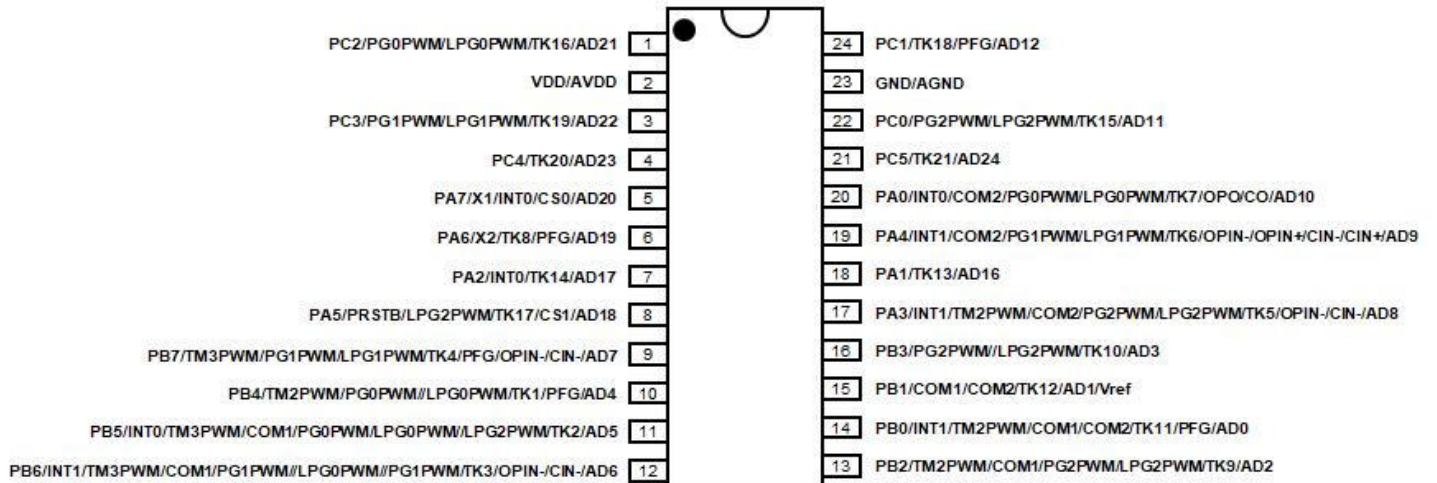 PC2/PG0PWM/LPG0PWM/TK16/AD21 1
24 PC1/TK18/PFG/AD12
VDD/AVDD 2
23 GND/AGND
PC3/PG1PWM/LPG1PWM/TK19/AD22 3
22 PC0/PG2PWM/LPG2PWM/TK15/AD11
PC4/TK20/AD23 4
21 PC5/TK21/AD24
PA7/X1/INT0/CS0/AD20 5
20 PA0/INT0/COM2/PG0PWM/LPG0PWM/TK7/OPO/CO/AD10
PA6/X2/TK8/PFG/AD19 6
19 PA4/INT1/COM2/PG1PWM/LPG1PWM/TK6/OPIN-/OPIN+/CIN-/CIN+/AD9
PA2/INT0/TK14/AD17 7
18 PA1/TK13/AD16
PA5/PRSTB/LPG2PWM/TK17/CS1/AD18 8
17 PA3/INT1/TM2PWM/COM2/PG2PWM/LPG2PWM/TK5/OPIN-/CIN-/AD8
PB7/TM3PWM/PG1PWM/LPG1PWM/TK4/PFG/OPIN-/CIN-/AD7 9
16 PB3/PG2PWM//LPG2PWM/TK10/AD3
PB4/TM2PWM/PG0PWM//LPG0PWM/TK1/PFG/AD4 10
15 PB1/COM1/COM2/TK12/AD1/Vref
PB5/INT0/TM3PWM/COM1/PG0PWM/LPG0PWM//LPG2PWM/TK2/AD5 11
14 PB0/INT1/TM2PWM/COM1/COM2/TK11/PFG/AD0
PB6/INT1/TM3PWM/COM1/PG1PWM//LPG0PWM//PG1PWM/TK3/OPIN-/CIN-/AD6 12
13 PB2/TM2PWM/COM1/PG2PWM/LPG2PWM/TK9/AD2